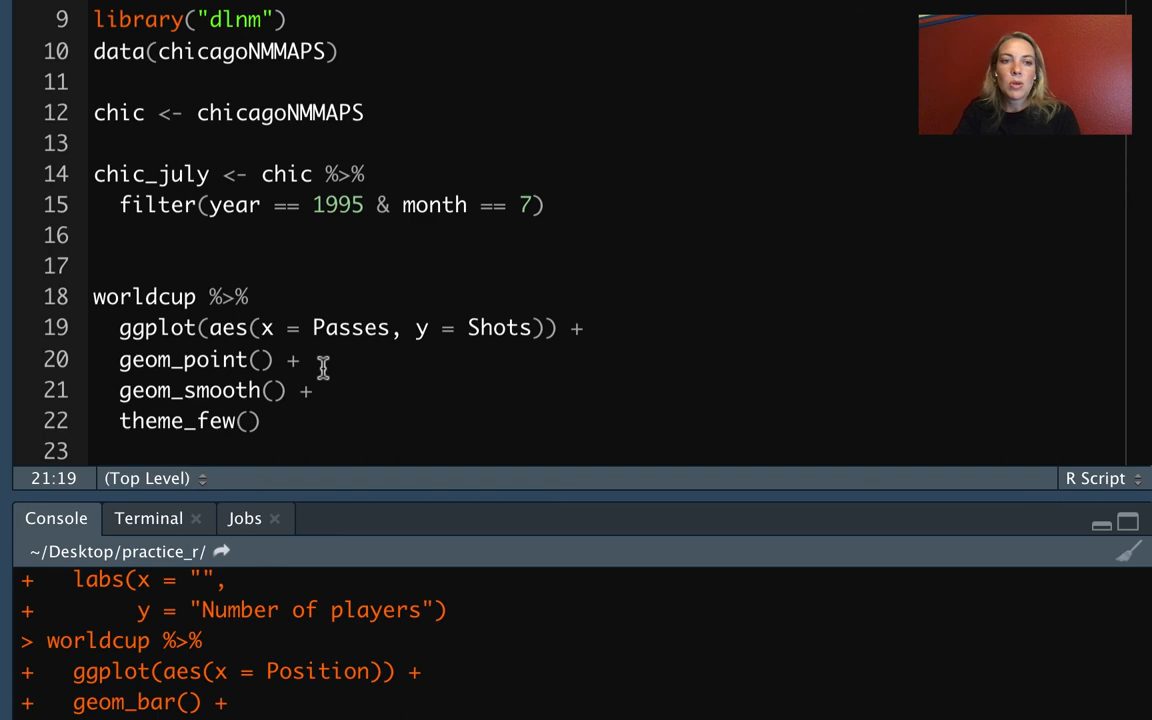 9 library("dlnm")
10 data(chicagoNMMAPS)
11
12 chic <- chicagoNMMAPS
13
14 chic_july <- chic %>%
15 filter(year == 1995 & month == 7)
16
17
18 worldcup %>%
19 ggplot(aes(x = Passes, y = Shots)) +
20 geom_point() +
21 geom_smooth() +
22 theme_few()
23
21:19 (Top Level) R Script
Console Terminal Jobs
~/Desktop/practice_r/
+ labs(x = "",
+ y = "Number of players")
> worldcup %>%
+ ggplot(aes(x = Position)) +
+ geom_bar() +